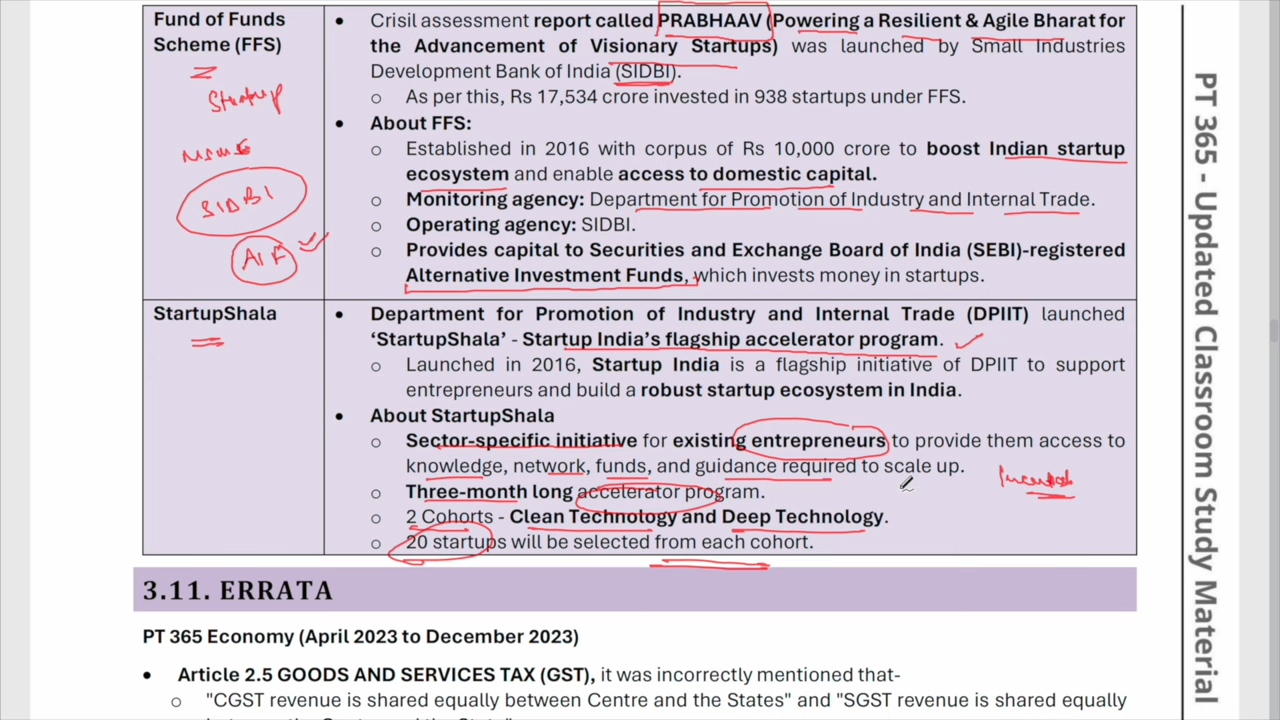 Fund of Funds
Scheme (FFS)
Startup
MSME
SIDBI
AIF
• Crisil assessment report called PRABHAAV (Powering a Resilient & Agile Bharat for
the Advancement of Visionary Startups) was launched by Small Industries
Development Bank of India (SIDBI).
o As per this, Rs 17,534 crore invested in 938 startups under FFS.
• About FFS:
o Established in 2016 with corpus of Rs 10,000 crore to boost Indian startup
ecosystem and enable access to domestic capital.
o Monitoring agency: Department for Promotion of Industry and Internal Trade.
o Operating agency: SIDBI.
o Provides capital to Securities and Exchange Board of India (SEBI)-registered
Alternative Investment Funds, which invests money in startups.
StartupShala
• Department for Promotion of Industry and Internal Trade (DPIIT) launched
‘StartupShala’ - Startup India’s flagship accelerator program.
o Launched in 2016, Startup India is a flagship initiative of DPIIT to support
entrepreneurs and build a robust startup ecosystem in India.
• About StartupShala
o Sector-specific initiative for existing entrepreneurs to provide them access to
knowledge, network, funds, and guidance required to scale up.
o Three-month long accelerator program.
o 2 Cohorts - Clean Technology and Deep Technology.
o 20 startups will be selected from each cohort.
3.11. ERRATA
PT 365 Economy (April 2023 to December 2023)
• Article 2.5 GOODS AND SERVICES TAX (GST), it was incorrectly mentioned that-
o "CGST revenue is shared equally between Centre and the States" and "SGST revenue is shared equally
PT 365 - Updated Classroom Study Material